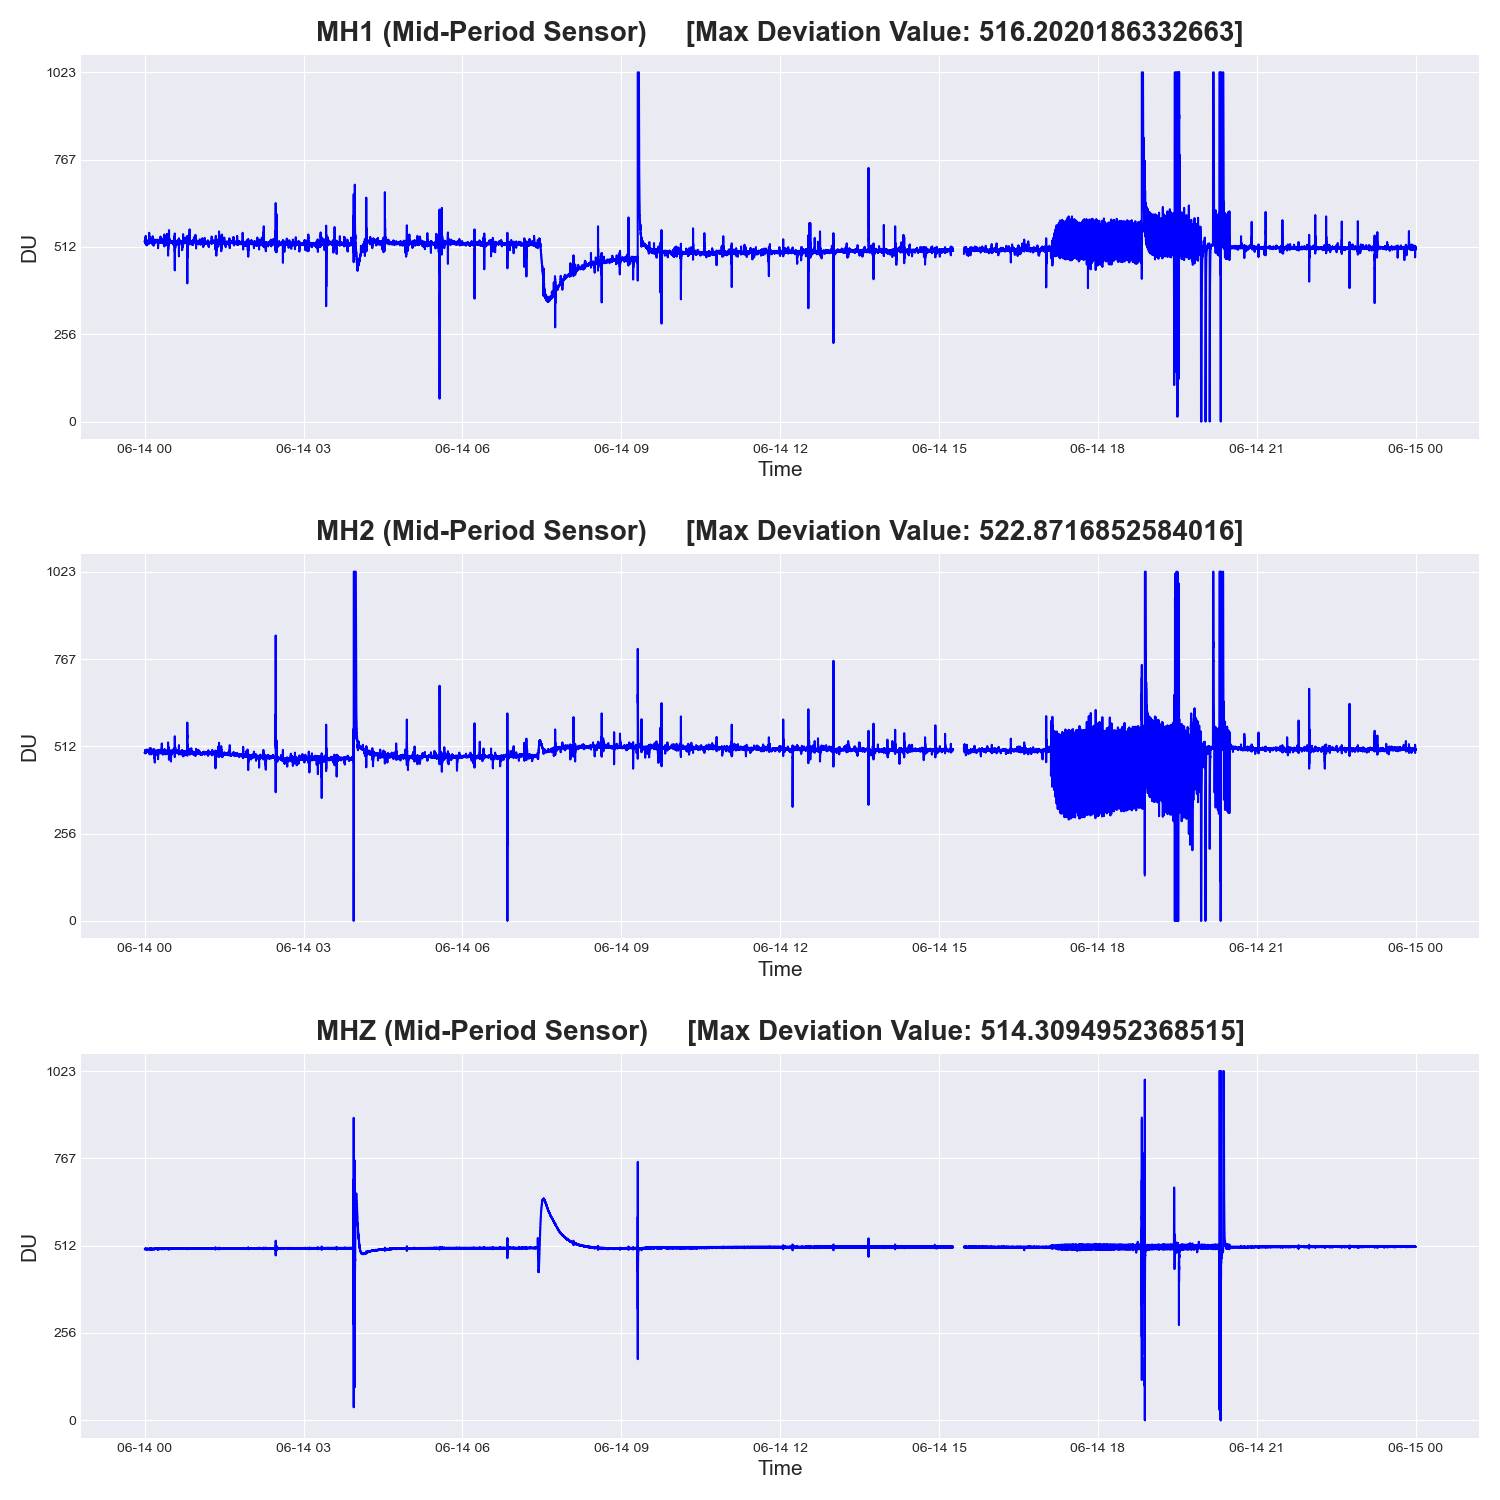 MH1 (Mid-Period Sensor) [Max Deviation Value: 516.2020186332663]
1023
767
512
256
0
DU
06-14 00 06-14 03 06-14 06 06-14 09 06-14 12 06-14 15 06-14 18 06-14 21 06-15 00
Time
MH2 (Mid-Period Sensor) [Max Deviation Value: 522.8716852584016]
1023
767
512
256
0
DU
06-14 00 06-14 03 06-14 06 06-14 09 06-14 12 06-14 15 06-14 18 06-14 21 06-15 00
Time
MHZ (Mid-Period Sensor) [Max Deviation Value: 514.3094952368515]
1023
767
512
256
0
DU
06-14 00 06-14 03 06-14 06 06-14 09 06-14 12 06-14 15 06-14 18 06-14 21 06-15 00
Time